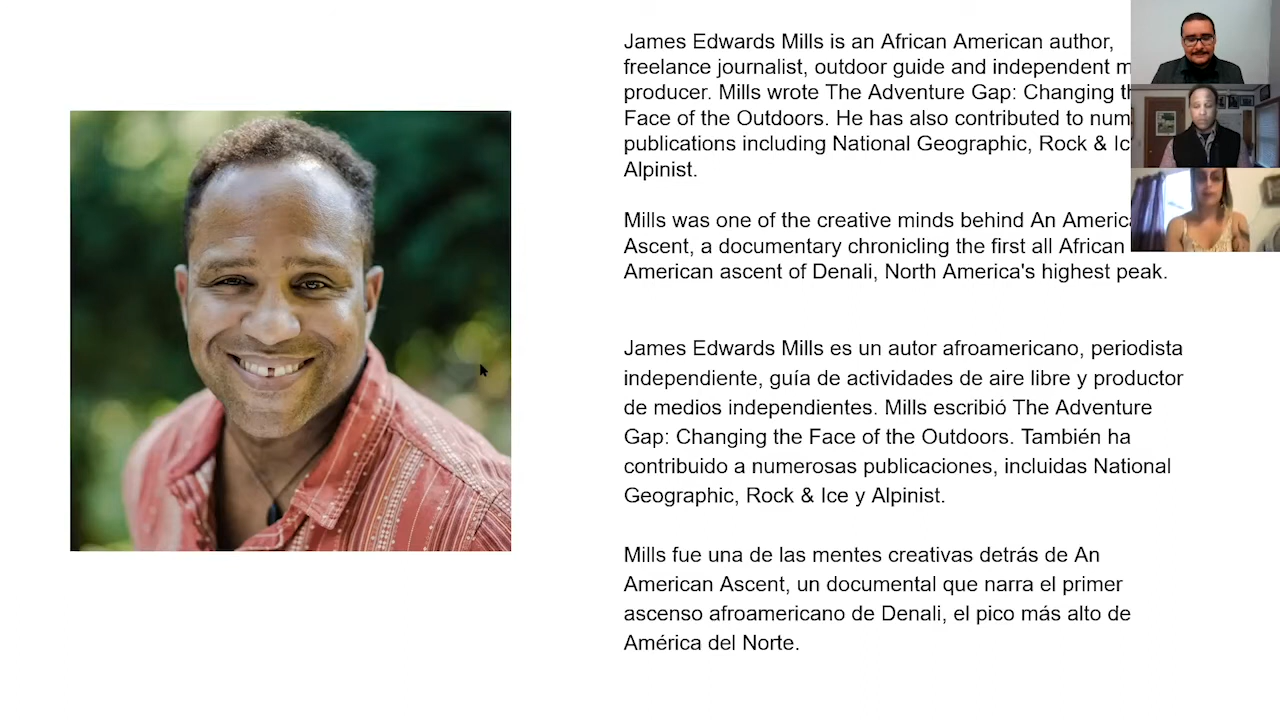 James Edwards Mills is an African American author,
freelance journalist, outdoor guide and independent
producer. Mills wrote The Adventure Gap: Changing
Face of the Outdoors. He has also contributed to
publications including National Geographic, Rock &
Alpinist.
Mills was one of the creative minds behind An
Ascent, a documentary chronicling the first all African
American ascent of Denali, North America's highest peak.
James Edwards Mills es un autor afroamericano, periodista
independiente, guía de actividades de aire libre y productor
de medios independientes. Mills escribió The Adventure
Gap: Changing the Face of the Outdoors. También ha
contribuido a numerosas publicaciones, incluidas National
Geographic, Rock & Ice y Alpinist.
Mills fue una de las mentes creativas detrás de An
American Ascent, un documental que narra el primer
ascenso afroamericano de Denali, el pico más alto de
América del Norte.